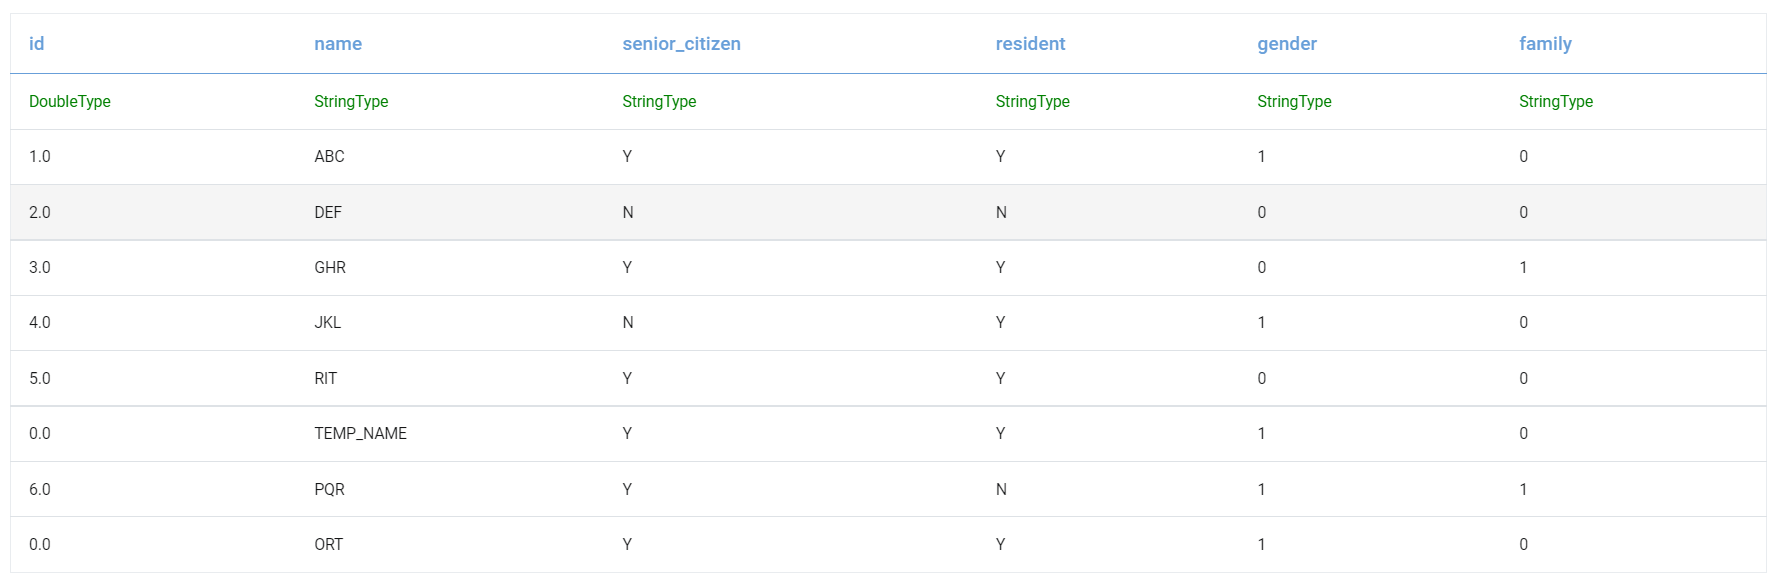 id name senior_citizen resident gender family
DoubleType StringType StringType StringType StringType StringType
1.0 ABC Y Y 1 0
2.0 DEF N N 0 0
3.0 GHR Y Y 0 1
4.0 JKL N Y 1 0
5.0 RIT Y Y 0 0
0.0 TEMP_NAME Y Y 1 0
6.0 PQR Y N 1 1
0.0 ORT Y Y 1 0